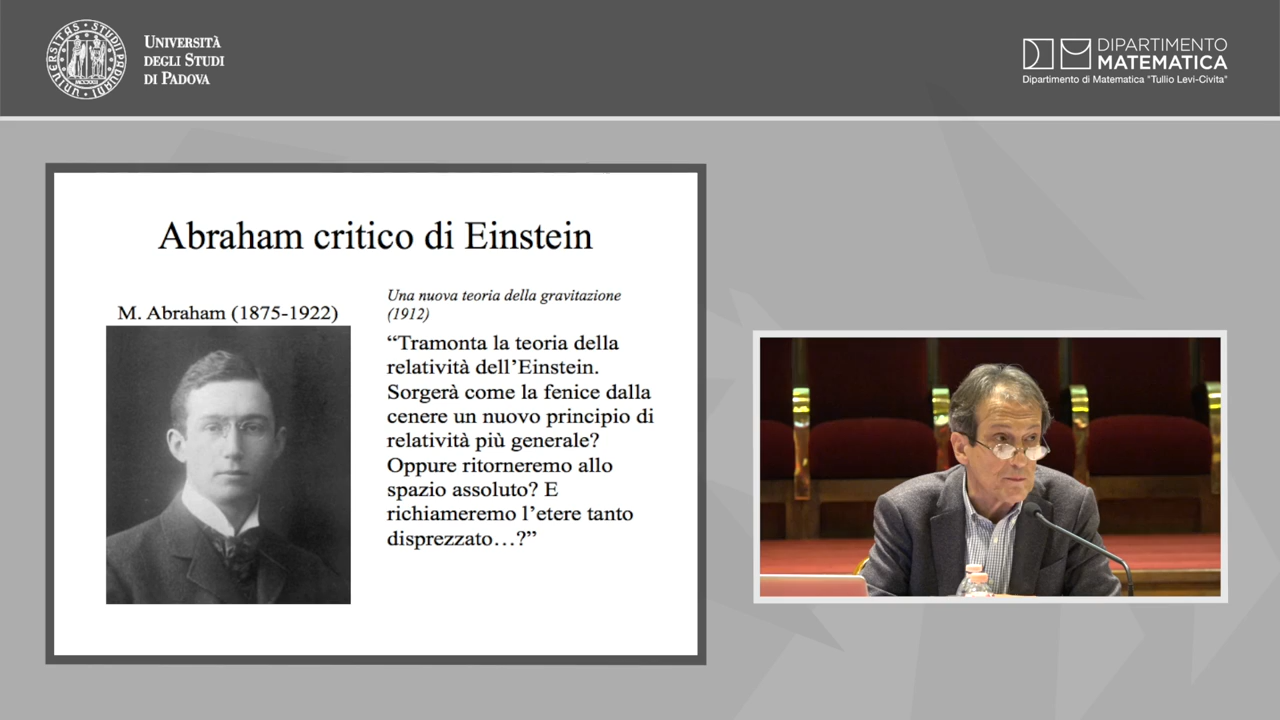 UNIVERSITÀ
DEGLI STUDI
DI PADOVA
DIPARTIMENTO
MATEMATICA
Dipartimento di Matematica "Tullio Levi-Civita"
Abraham critico di Einstein
M. Abraham (1875-1922)
Una nuova teoria della gravitazione
(1912)
“Tramonta la teoria della
relatività dell’Einstein.
Sorgerà come la fenice dalla
cenere un nuovo principio di
relatività più generale?
Oppure ritorneremo allo
spazio assoluto? E
richiameremo l’etere tanto
disprezzato…?”